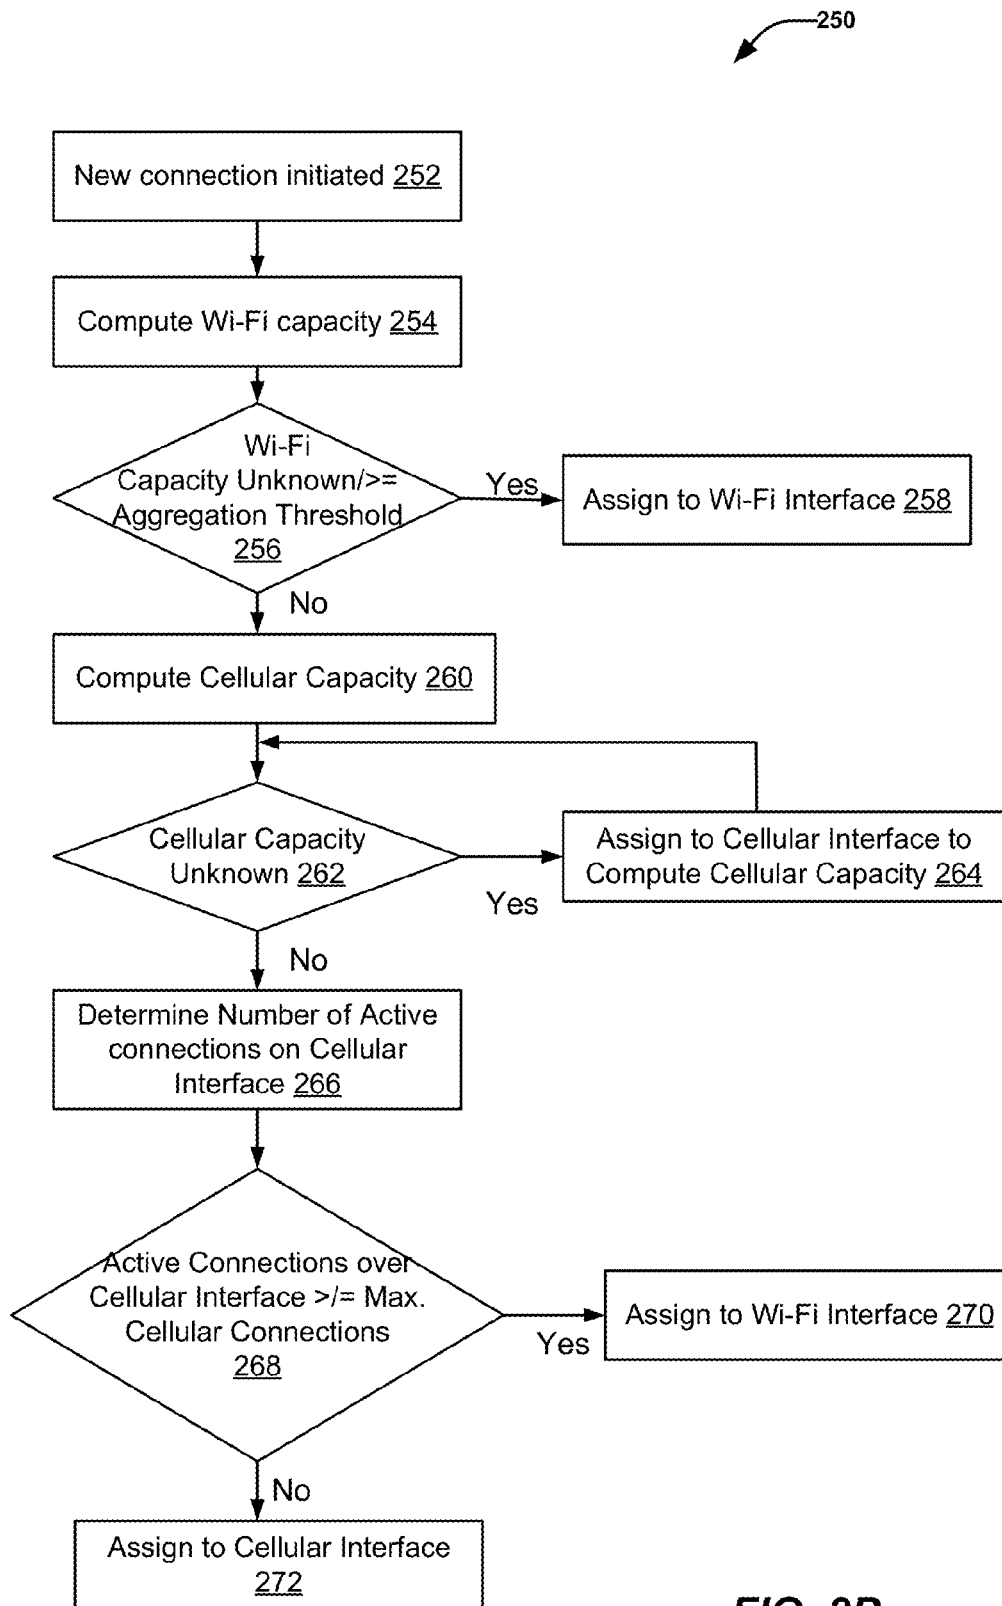 250
New connection initiated 252
Compute Wi-Fi capacity 254
Wi-Fi
Capacity Unknown/>=
Aggregation Threshold
256
Yes
Assign to Wi-Fi Interface 258
No
Compute Cellular Capacity 260
Cellular Capacity
Unknown 262
Yes
Assign to Cellular Interface to
Compute Cellular Capacity 264
No
Determine Number of Active
connections on Cellular
Interface 266
Active Connections over
Cellular Interface >/= Max.
Cellular Connections
268
Yes
Assign to Wi-Fi Interface 270
No
Assign to Cellular Interface
272